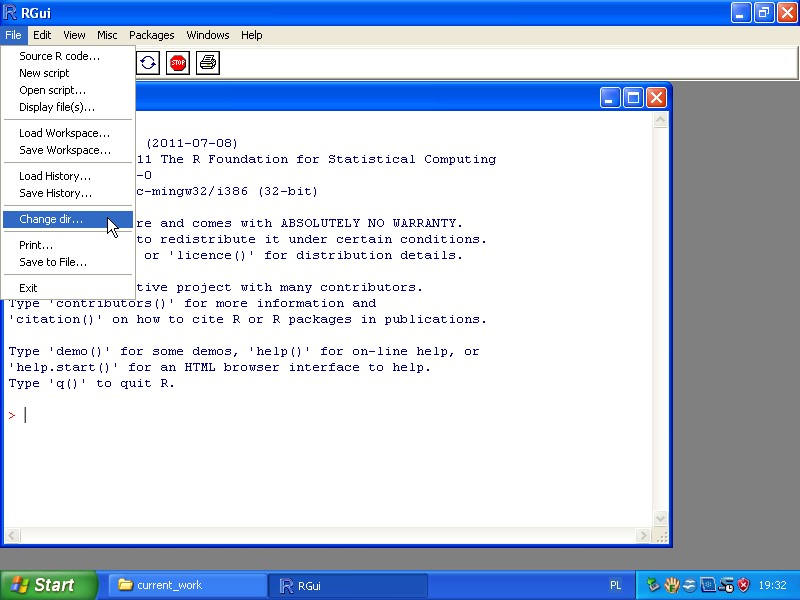 RGui
File Edit View Misc Packages Windows Help
Source R code...
New script
Open script...
Display file(s)...
Load Workspace...
Save Workspace...
Load History...
Save History...
Change dir...
Print...
Save to File...
Exit
STOP
(2011-07-08)
11 The R Foundation for Statistical Computing
-0
c-mingw32/i386 (32-bit)
re and comes with ABSOLUTELY NO WARRANTY.
to redistribute it under certain conditions.
or 'licence()' for distribution details.
tive project with many contributors.
Type 'contributors()' for more information and
'citation()' on how to cite R or R packages in publications.
Type 'demo()' for some demos, 'help()' for on-line help, or
'help.start()' for an HTML browser interface to help.
Type 'q()' to quit R.
>
Start current_work RGui PL 19:32